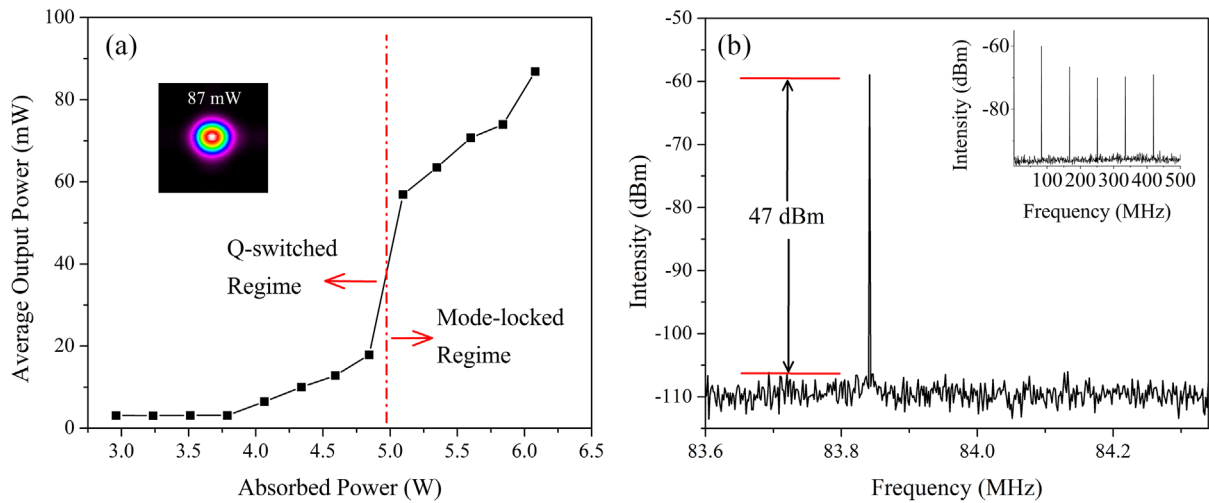 (a)
87 mW
Q-switched
Regime
Mode-locked
Regime
Average Output Power (mW)
100
80
60
40
20
0
3.0 3.5 4.0 4.5 5.0 5.5 6.0 6.5
Absorbed Power (W)
(b)
47 dBm
Intensity (dBm)
-50
-60
-70
-80
-90
-100
-110
83.6 83.8 84.0 84.2
Frequency (MHz)
Intensity (dBm)
-60
-80
100 200 300 400 500
Frequency (MHz)